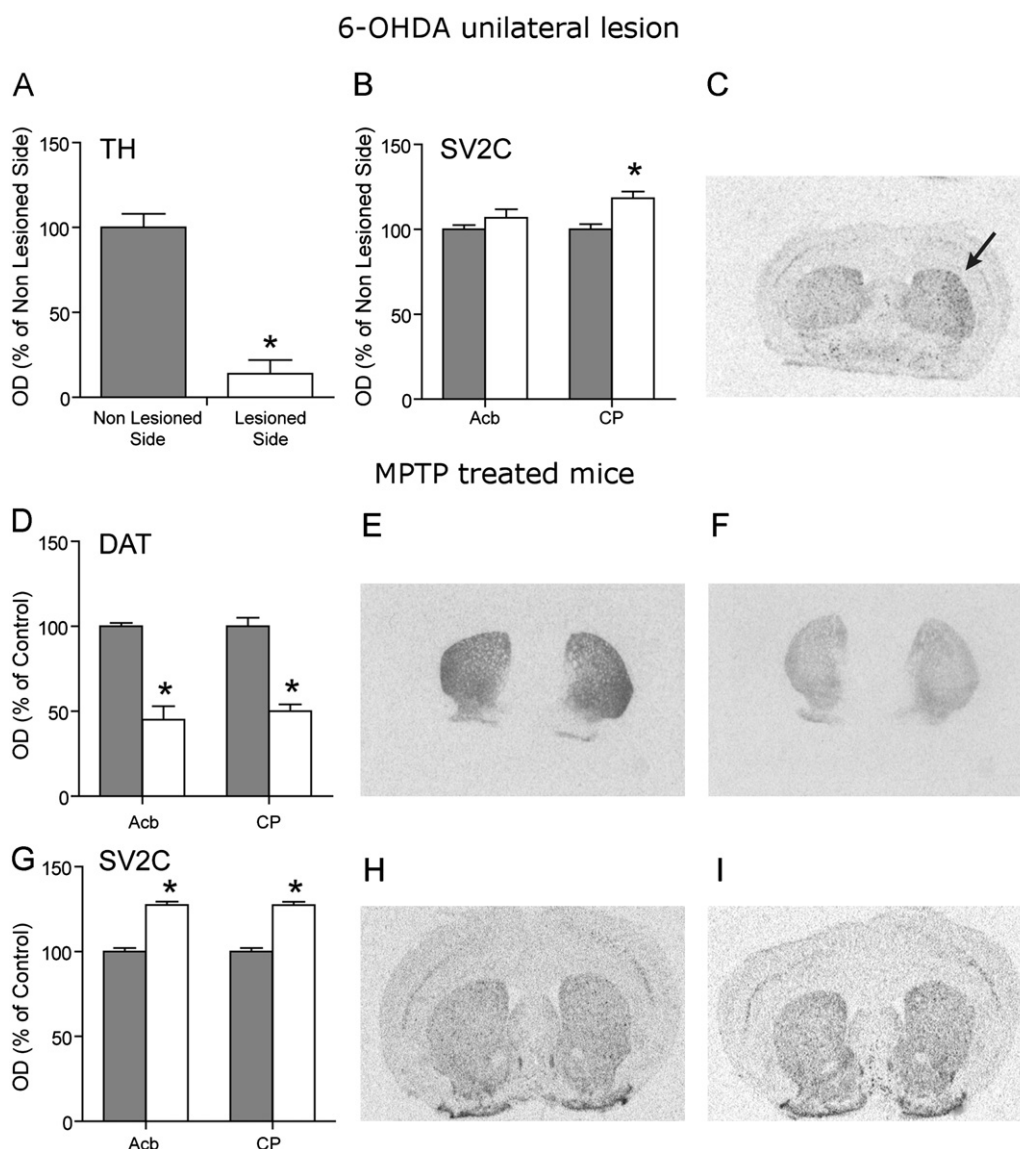 6-OHDA unilateral lesion
A
TH
OD (% of Non Lesioned Side)
150
100
50
0
*
Non Lesioned
Side
Lesioned
Side
B
SV2C
OD (% of Non Lesioned Side)
150
100
50
0
*
Acb
CP
C
MPTP treated mice
D
DAT
OD (% of Control)
150
100
50
0
*
*
Acb
CP
E
F
G
SV2C
OD (% of Control)
150
100
50
0
*
*
Acb
CP
H
I